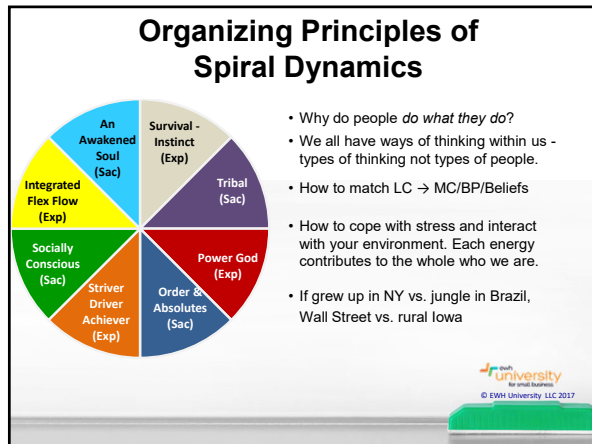 Organizing Principles of
Spiral Dynamics
An
Awakened
Soul
(Sac)
Survival -
Instinct
(Exp)
Tribal
(Sac)
Power God
(Exp)
Order &
Absolutes
(Sac)
Striver
Driver
Achiever
(Exp)
Socially
Conscious
(Sac)
Integrated
Flex Flow
(Exp)
• Why do people do what they do?
• We all have ways of thinking within us -
types of thinking not types of people.
• How to match LC → MC/BP/Beliefs
• How to cope with stress and interact
with your environment. Each energy
contributes to the whole who we are.
• If grew up in NY vs. jungle in Brazil,
Wall Street vs. rural Iowa
ewh
university
for small business
© EWH University LLC 2017